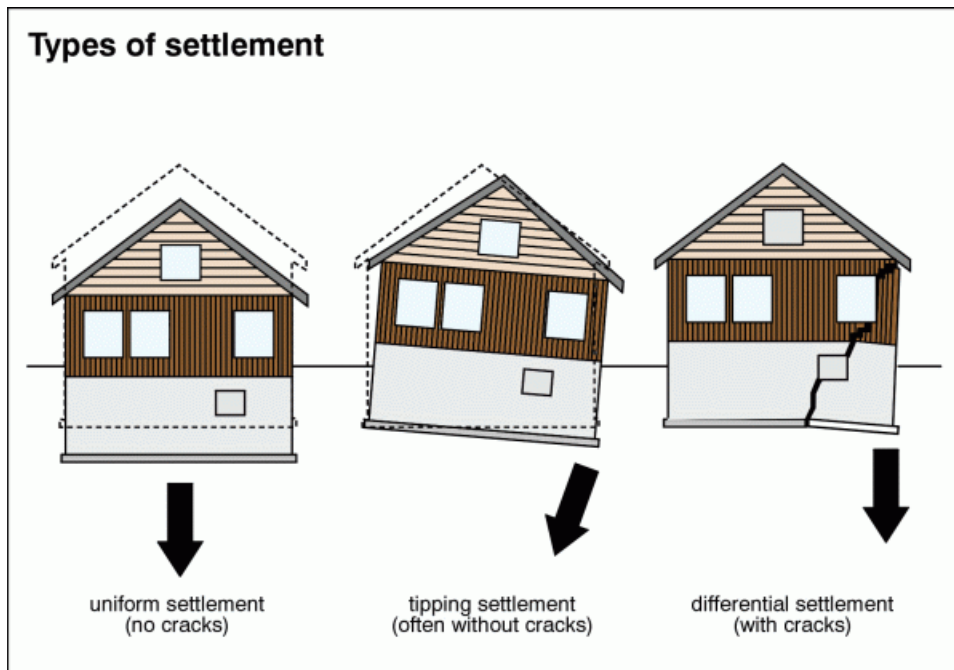 Types of settlement
uniform settlement
(no cracks)
tipping settlement
(often without cracks)
differential settlement
(with cracks)